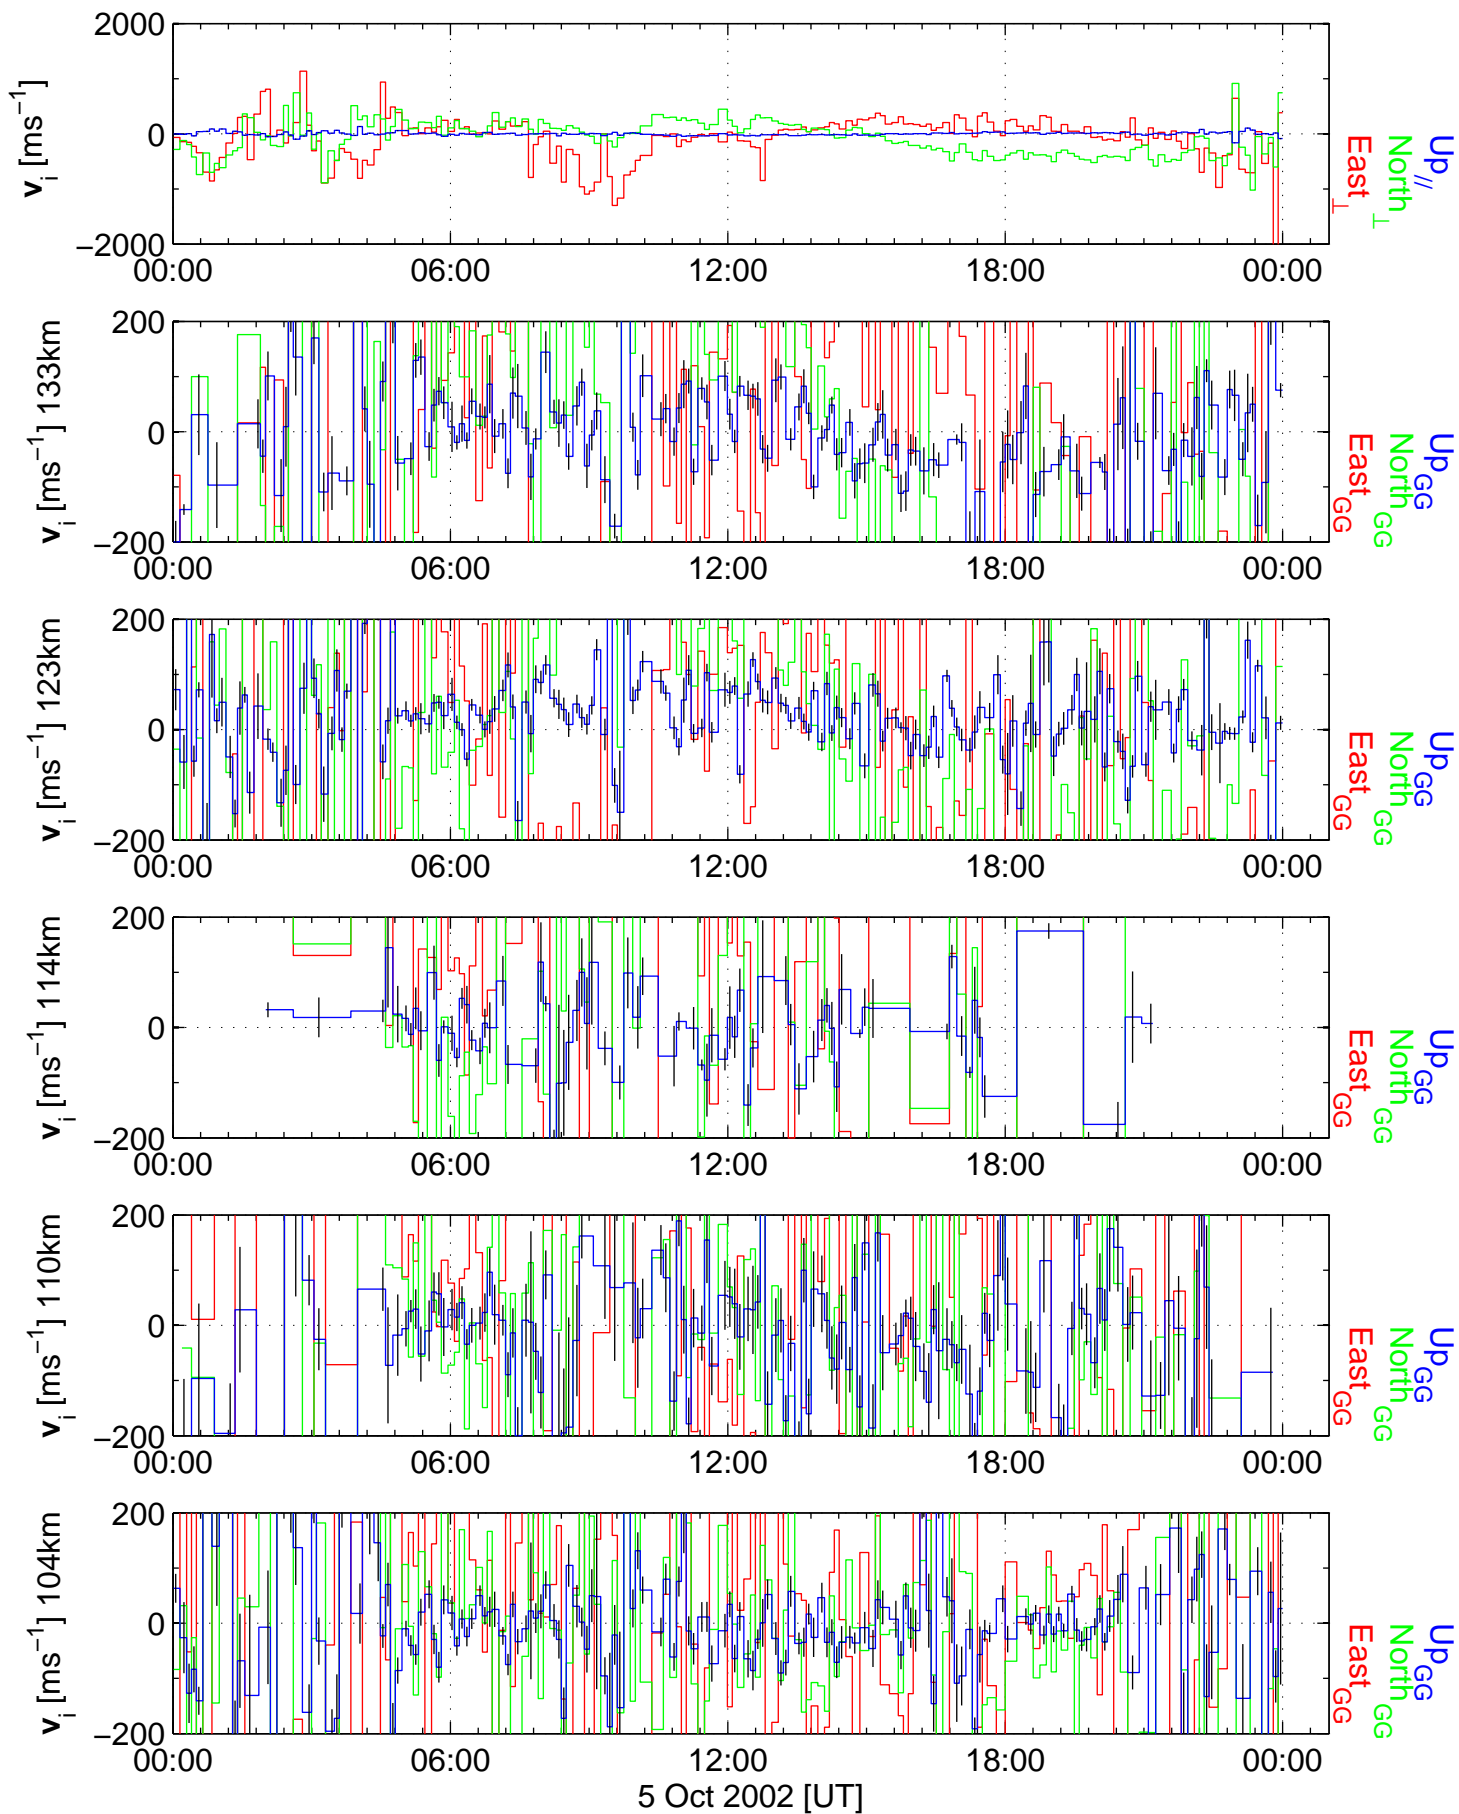 2000
0
−2000
v_i [ms^−1]
00:00 06:00 12:00 18:00 00:00
East_⊥
North_⊥
Up_//
200
0
−200
v_i [ms^−1] 133km
00:00 06:00 12:00 18:00 00:00
East_GG
North_GG
Up_GG
200
0
−200
v_i [ms^−1] 123km
00:00 06:00 12:00 18:00 00:00
East_GG
North_GG
Up_GG
200
0
−200
v_i [ms^−1] 114km
00:00 06:00 12:00 18:00 00:00
East_GG
North_GG
Up_GG
200
0
−200
v_i [ms^−1] 110km
00:00 06:00 12:00 18:00 00:00
East_GG
North_GG
Up_GG
200
0
−200
v_i [ms^−1] 104km
00:00 06:00 12:00 18:00 00:00
East_GG
North_GG
Up_GG
5 Oct 2002 [UT]